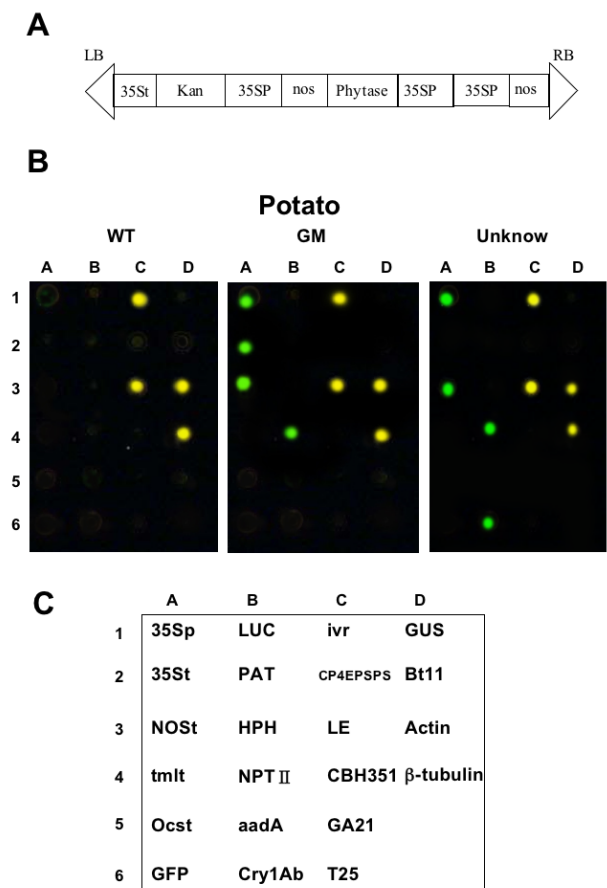 A
LB RB
35St Kan 35SP nos Phytase 35SP 35SP nos
B
Potato
WT GM Unknow
A B C D A B C D A B C D
1
2
3
4
5
6
C
A B C D
1 35Sp LUC ivr GUS
2 35St PAT CP4EPSPS Bt11
3 NOSt HPH LE Actin
4 tmlt NPTⅡ CBH351 β-tubulin
5 Ocst aadA GA21
6 GFP Cry1Ab T25